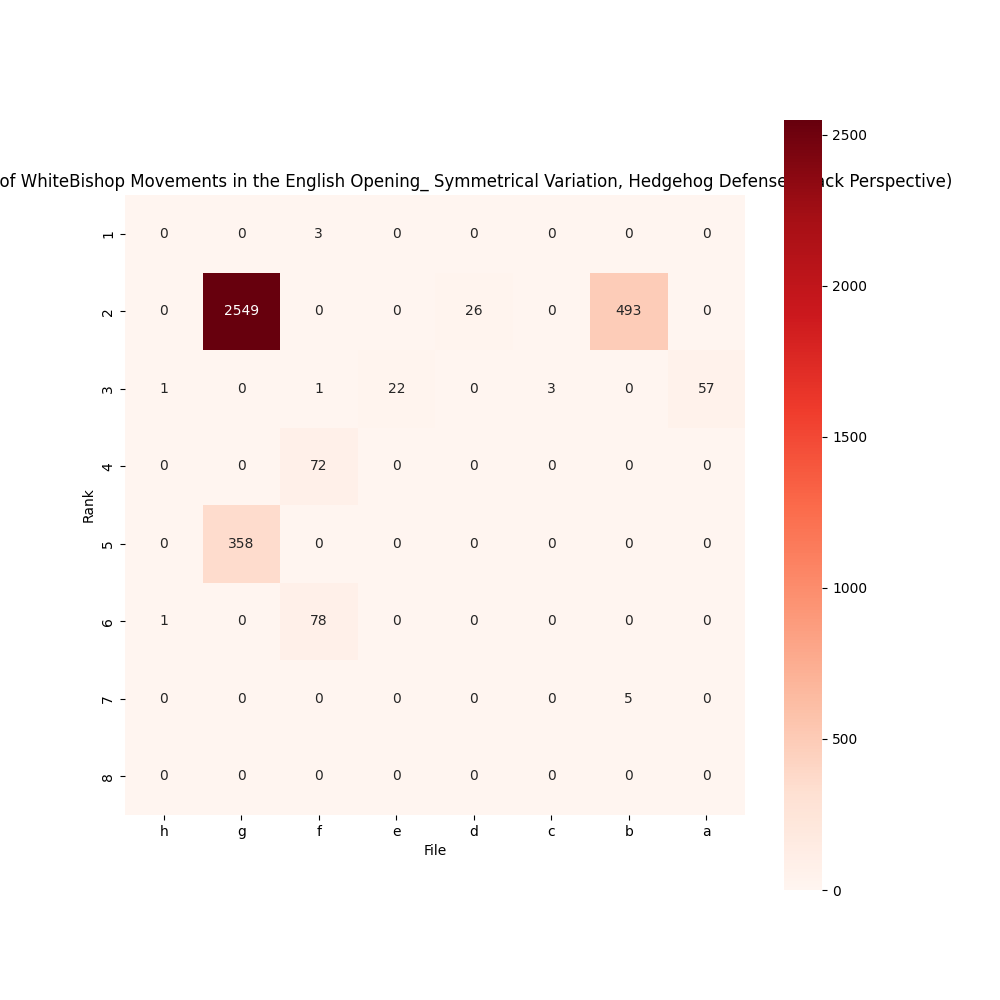 of WhiteBishop Movements in the English Opening_ Symmetrical Variation, Hedgehog Defense Perspective)
1 0 0 3 0 0 0 0 0
2 0 2549 0 0 26 0 493 0
3 1 0 1 22 0 3 0 57
4 0 0 72 0 0 0 0 0
5 0 358 0 0 0 0 0 0
6 1 0 78 0 0 0 0 0
7 0 0 0 0 0 0 5 0
8 0 0 0 0 0 0 0 0
h g f e d c b a
File
Rank
2500
2000
1500
1000
500
0